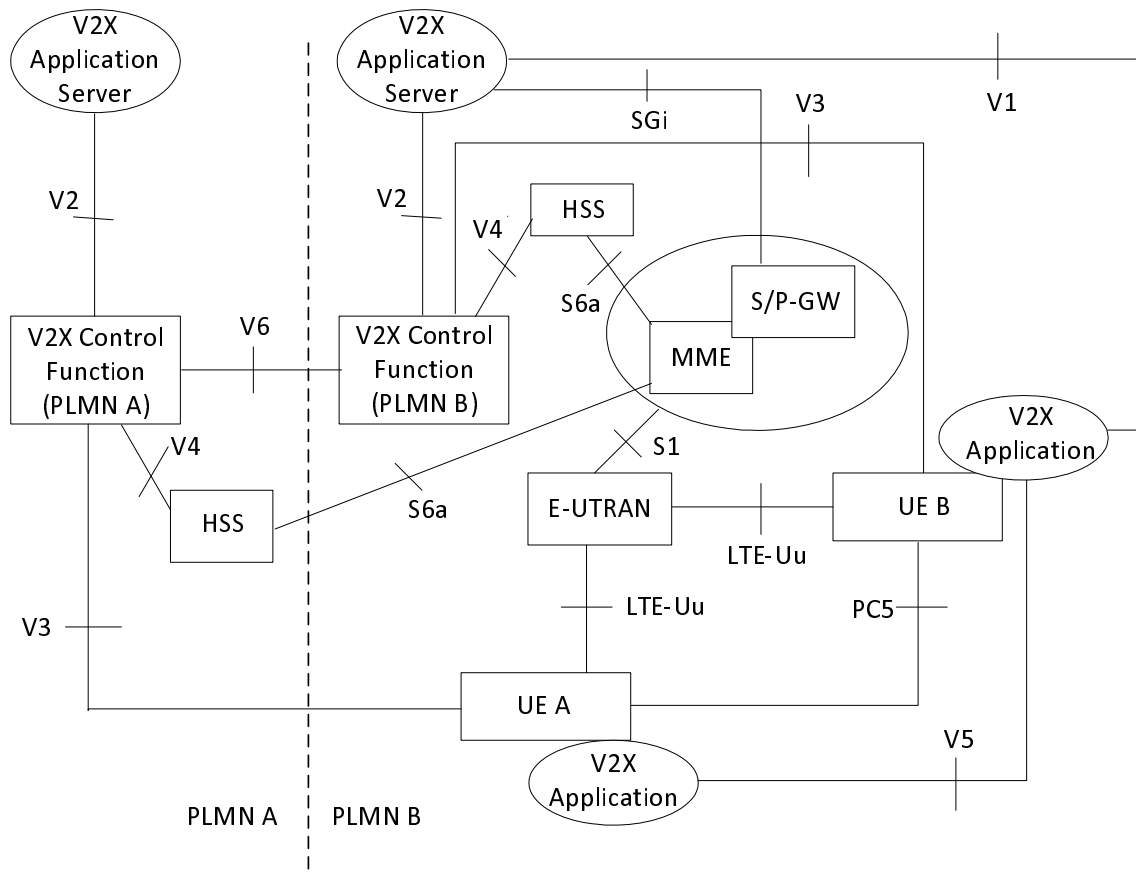 V2X
Application
Server
V2X
Application
Server
V1
SGi
V3
V2
V2
V4
HSS
S6a
S/P-GW
MME
V6
V2X Control
Function
(PLMN A)
V2X Control
Function
(PLMN B)
V2X
Application
V4
S1
HSS
S6a
E-UTRAN
UE B
LTE-Uu
LTE-Uu
PC5
V3
UE A
V5
V2X
Application
PLMN A
PLMN B